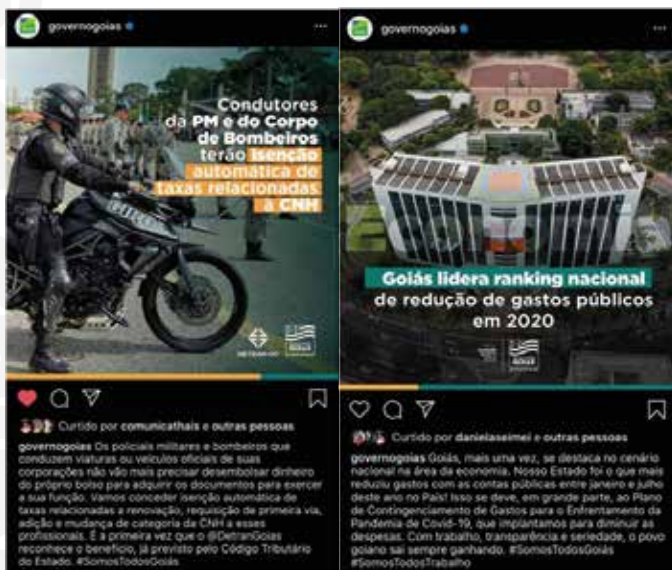 governogoias
Condutores
da PM e do Corpo
de Bombeiros
terão isenção
automática de
taxas relacionadas
à CNH
DETRAN-GO
GOIÁS
Curtido por comunicathais e outras pessoas
governogoias Os policiais militares e bombeiros que
conduzem viaturas ou veículos oficiais de suas
corporações não vão mais precisar desembolsar dinheiro
do próprio bolso para adquirir os documentos para exercer
a sua função. Vamos conceder isenção automática de
taxas relacionadas a renovação, requisição de primeira via,
adição e mudança de categoria da CNH a esses
profissionais. É a primeira vez que o @DetranGoias
reconhece o benefício, já previsto pelo Código Tributário
do Estado. #SomosTodosGoiás
governogoias
Goiás lidera ranking nacional
de redução de gastos públicos
em 2020
GOIÁS
Curtido por danielaseimei e outras pessoas
governogoias Goiás, mais uma vez, se destaca no cenário
nacional na área da economia. Nosso Estado foi o que mais
reduziu gastos com as contas públicas entre janeiro e julho
deste ano no País! Isso se deve, em grande parte, ao Plano
de Contingenciamento de Gastos para o Enfrentamento da
Pandemia de Covid-19, que implantamos para diminuir as
despesas. Com trabalho, transparência e seriedade, o povo
goiano sai sempre ganhando. #SomosTodosGoiás
#SomosTodosTrabalho